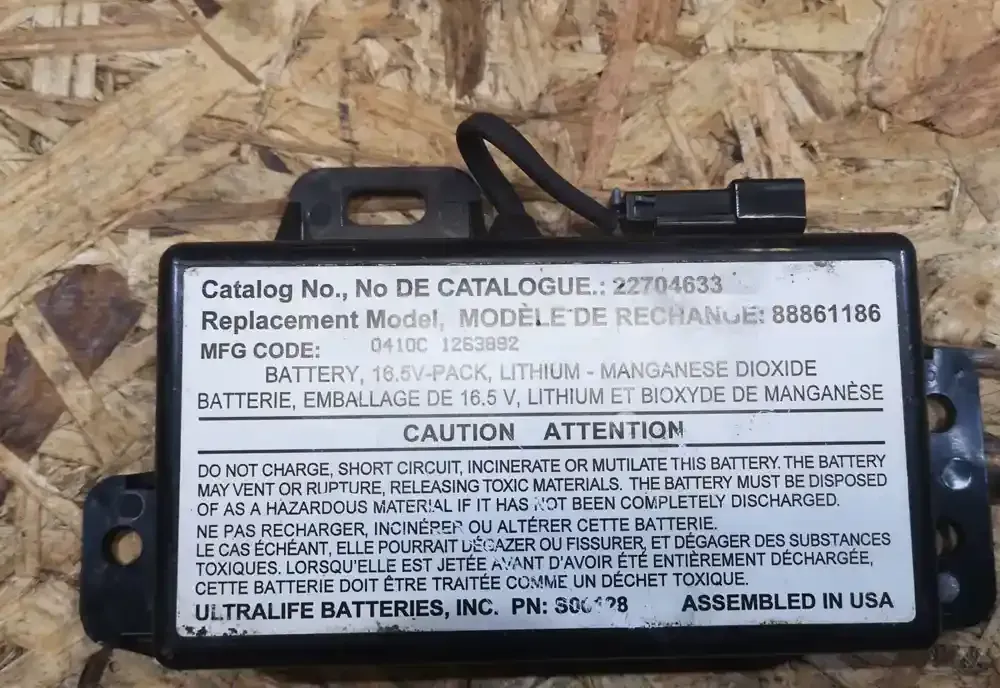 Catalog No., No DE CATALOGUE.: 22704633
Replacement Model, MODÈLE DE RECHANGE: 88861186
MFG CODE: 0410C 1263892
BATTERY, 16.5V-PACK, LITHIUM - MANGANESE DIOXIDE
BATTERIE, EMBALLAGE DE 16.5 V, LITHIUM ET BIOXYDE DE MANGANÈSE
CAUTION ATTENTION
DO NOT CHARGE, SHORT CIRCUIT, INCINERATE OR MUTILATE THIS BATTERY. THE BATTERY
MAY VENT OR RUPTURE, RELEASING TOXIC MATERIALS. THE BATTERY MUST BE DISPOSED
OF AS A HAZARDOUS MATERIAL IF IT HAS NOT BEEN COMPLETELY DISCHARGED.
NE PAS RECHARGER, INCINÉRER OU ALTÉRER CETTE BATTERIE.
LE CAS ÉCHÉANT, ELLE POURRAIT DÉGAZER OU FISSURER, ET DÉGAGER DES SUBSTANCES
TOXIQUES. LORSQU'ELLE EST JETÉE AVANT D'AVOIR ÉTÉ ENTIÈREMENT DÉCHARGÉE,
CETTE BATTERIE DOIT ÊTRE TRAITÉE COMME UN DÉCHET TOXIQUE.
ULTRALIFE BATTERIES, INC. PN: ASSEMBLED IN USA